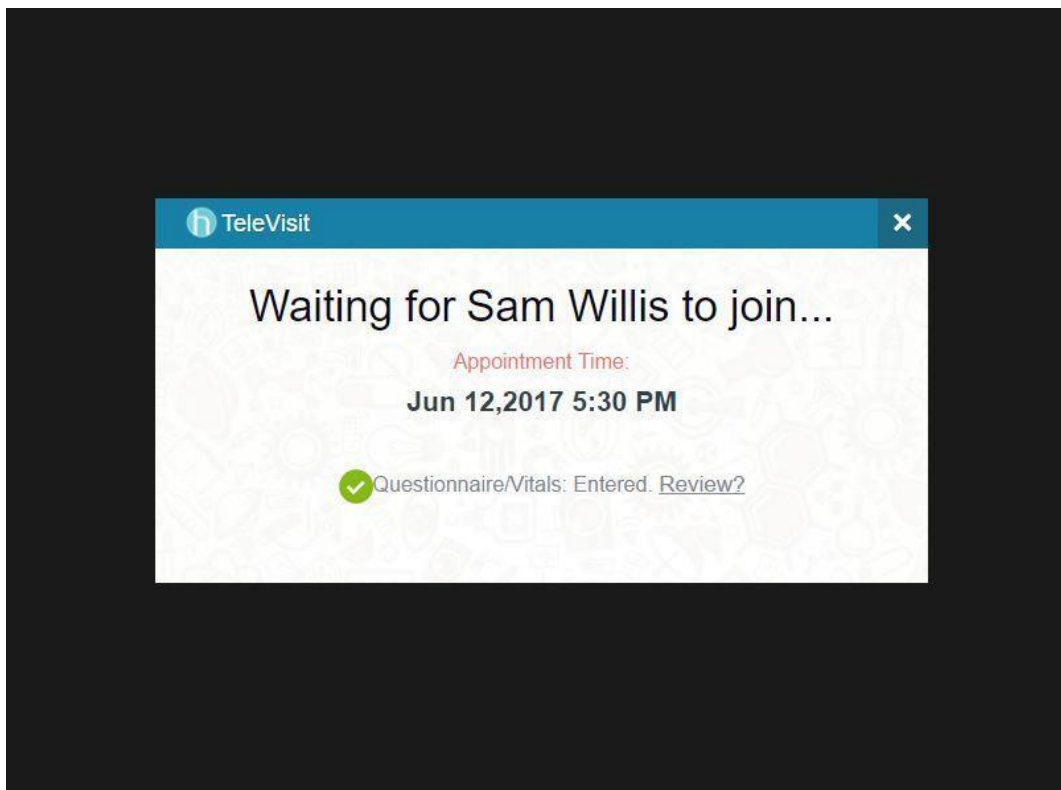 h TeleVisit
Waiting for Sam Willis to join...
Appointment Time:
Jun 12,2017 5:30 PM
Questionnaire/Vitals: Entered. Review?